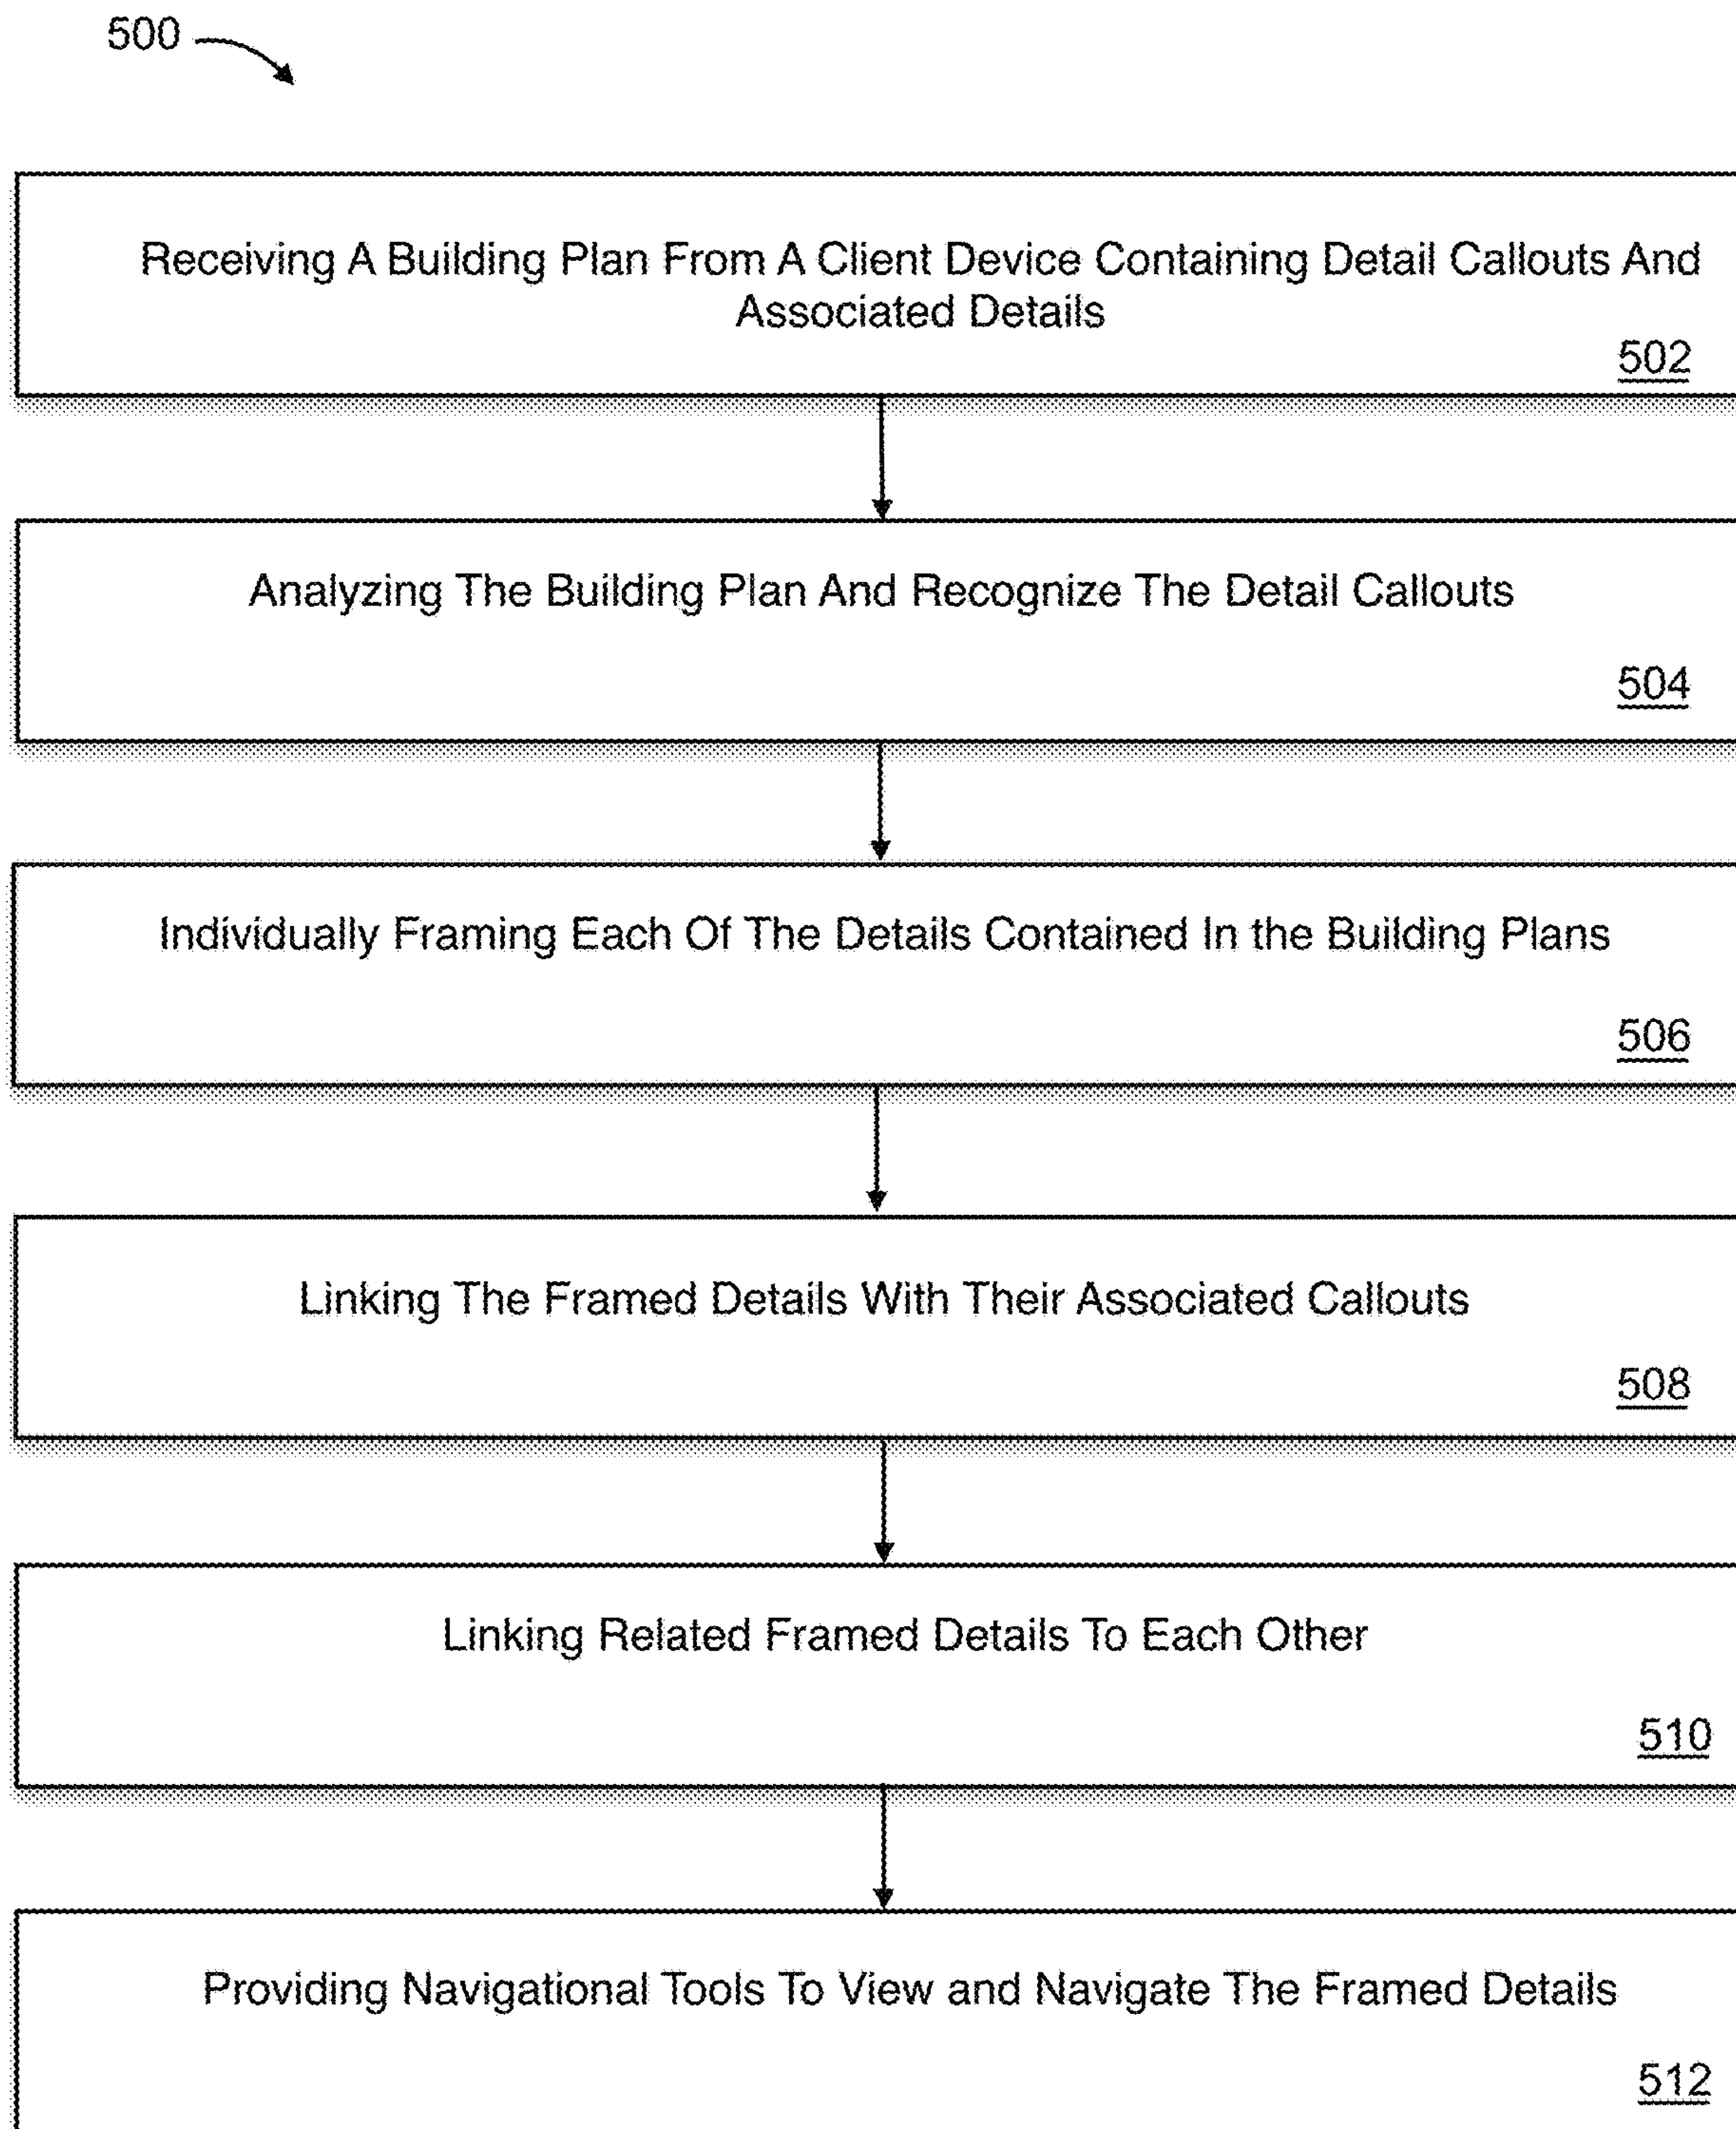 500
Receiving A Building Plan From A Client Device Containing Detail Callouts And
Associated Details
502
Analyzing The Building Plan And Recognize The Detail Callouts
504
Individually Framing Each Of The Details Contained In the Building Plans
506
Linking The Framed Details With Their Associated Callouts
508
Linking Related Framed Details To Each Other
510
Providing Navigational Tools To View and Navigate The Framed Details
512